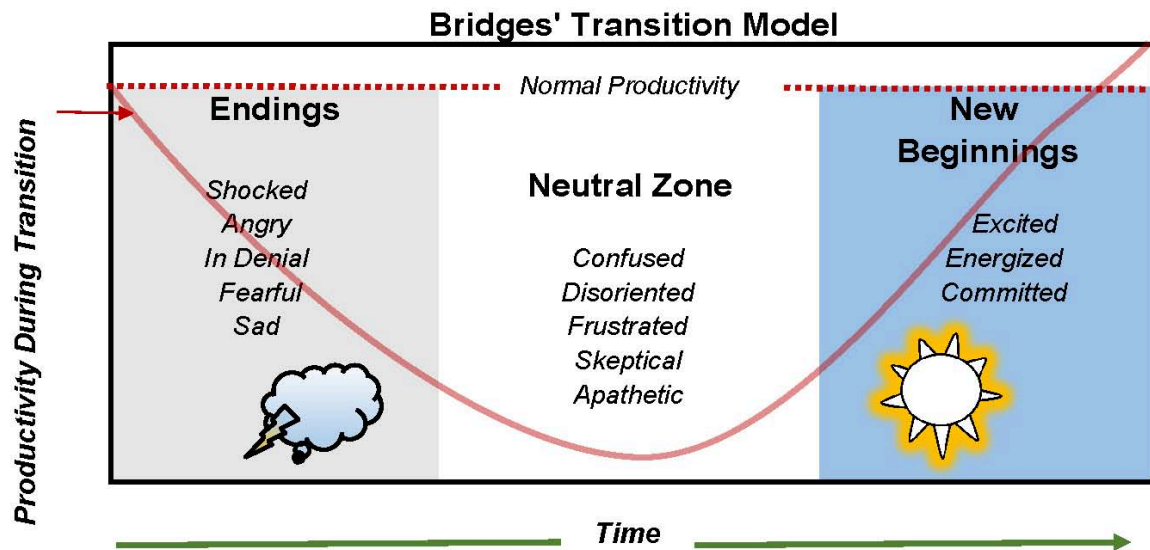 Bridges' Transition Model
Normal Productivity
Productivity During Transition
Endings
Shocked
Angry
In Denial
Fearful
Sad
Neutral Zone
Confused
Disoriented
Frustrated
Skeptical
Apathetic
New
Beginnings
Excited
Energized
Committed
Time